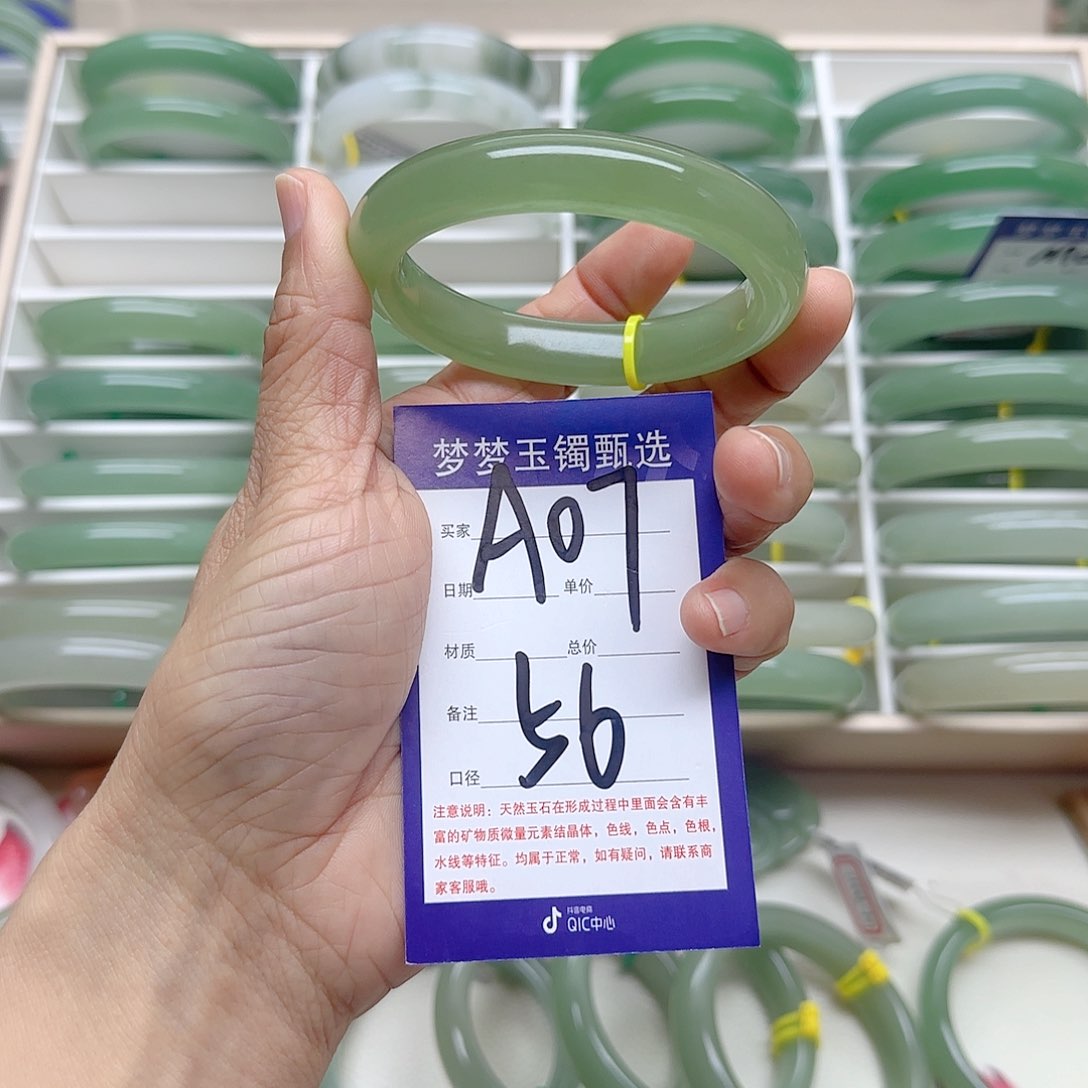 梦梦玉镯甄选
买家
A07
日期 单价
材质 总价
备注
56
口径
注意说明：天然玉石在形成过程中里面会含有丰
富的矿物质微量元素结晶体，色线，色点，色根，
水线等特征。均属于正常，如有疑问，请联系商
家客服哦。
抖音电商
QIC中心